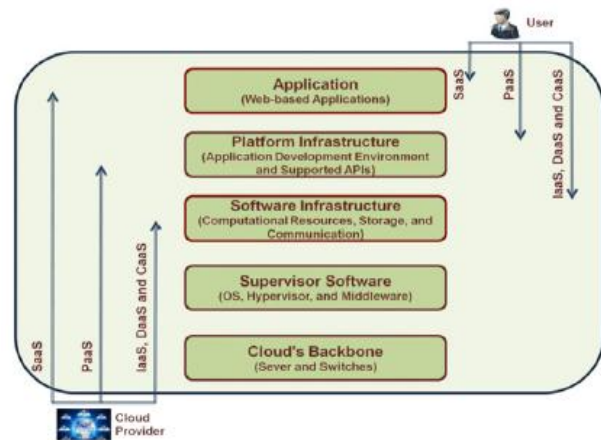 User
Application
(Web-based Applications)
Platform Infrastructure
(Application Development Environment
and Supported APIs)
Software Infrastructure
(Computational Resources, Storage, and
Communication)
Supervisor Software
(OS, Hypervisor, and Middleware)
Cloud's Backbone
(Sever and Switches)
SaaS
PaaS
IaaS, DaaS and CaaS
SaaS
PaaS
IaaS, DaaS and CaaS
Cloud
Provider